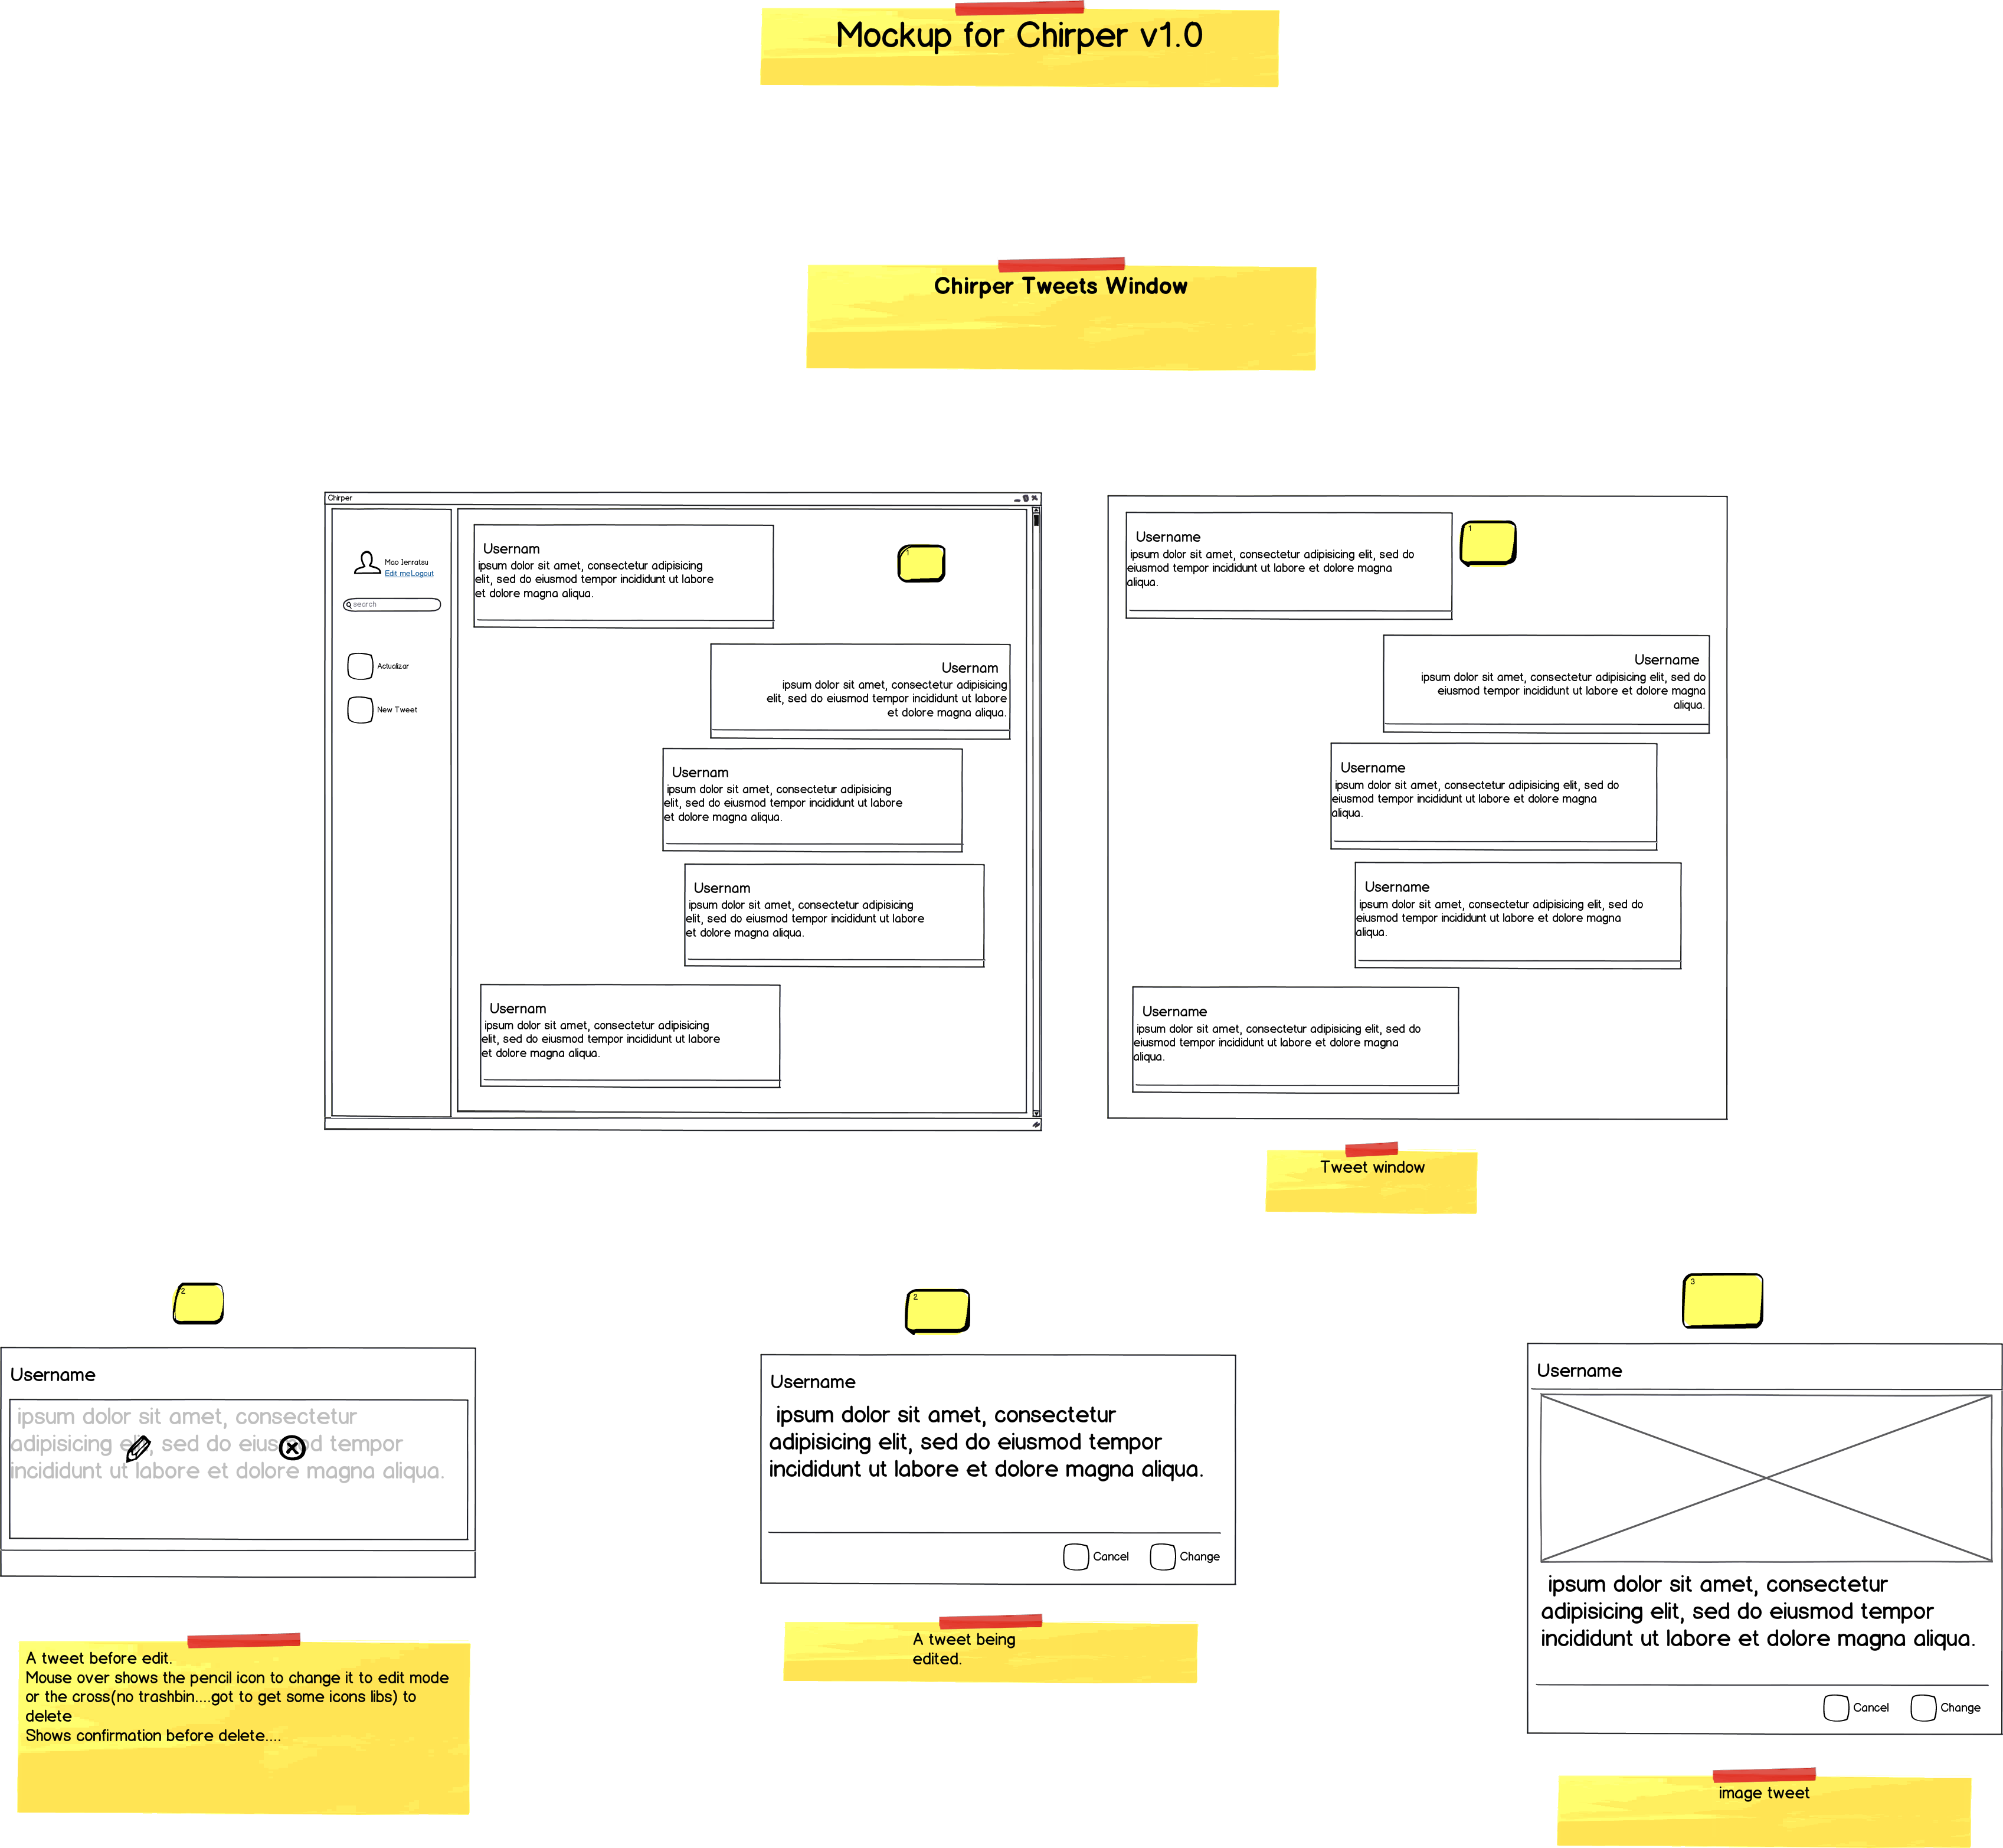 Mockup for Chirper v1.0
Chirper Tweets Window
Chirper
Mao Ienratsu
Edit me Logout
search
Actualizar
New Tweet
1
Usernam
ipsum dolor sit amet, consectetur adipisicing
elit, sed do eiusmod tempor incididunt ut labore
et dolore magna aliqua.
Usernam
ipsum dolor sit amet, consectetur adipisicing
elit, sed do eiusmod tempor incididunt ut labore
et dolore magna aliqua.
Usernam
ipsum dolor sit amet, consectetur adipisicing
elit, sed do eiusmod tempor incididunt ut labore
et dolore magna aliqua.
Usernam
ipsum dolor sit amet, consectetur adipisicing
elit, sed do eiusmod tempor incididunt ut labore
et dolore magna aliqua.
Usernam
ipsum dolor sit amet, consectetur adipisicing
elit, sed do eiusmod tempor incididunt ut labore
et dolore magna aliqua.
1
Username
ipsum dolor sit amet, consectetur adipisicing elit, sed do
eiusmod tempor incididunt ut labore et dolore magna
aliqua.
Username
ipsum dolor sit amet, consectetur adipisicing elit, sed do
eiusmod tempor incididunt ut labore et dolore magna
aliqua.
Username
ipsum dolor sit amet, consectetur adipisicing elit, sed do
eiusmod tempor incididunt ut labore et dolore magna
aliqua.
Username
ipsum dolor sit amet, consectetur adipisicing elit, sed do
eiusmod tempor incididunt ut labore et dolore magna
aliqua.
Username
ipsum dolor sit amet, consectetur adipisicing elit, sed do
eiusmod tempor incididunt ut labore et dolore magna
aliqua.
Tweet window
2
Username
ipsum dolor sit amet, consectetur
adipisicing elit, sed do eiusmod tempor
incididunt ut labore et dolore magna aliqua.
A tweet before edit.
Mouse over shows the pencil icon to change it to edit mode
or the cross(no trashbin....got to get some icons libs) to
delete
Shows confirmation before delete....
2
Username
ipsum dolor sit amet, consectetur
adipisicing elit, sed do eiusmod tempor
incididunt ut labore et dolore magna aliqua.
Cancel Change
A tweet being
edited.
3
Username
ipsum dolor sit amet, consectetur
adipisicing elit, sed do eiusmod tempor
incididunt ut labore et dolore magna aliqua.
Cancel Change
image tweet